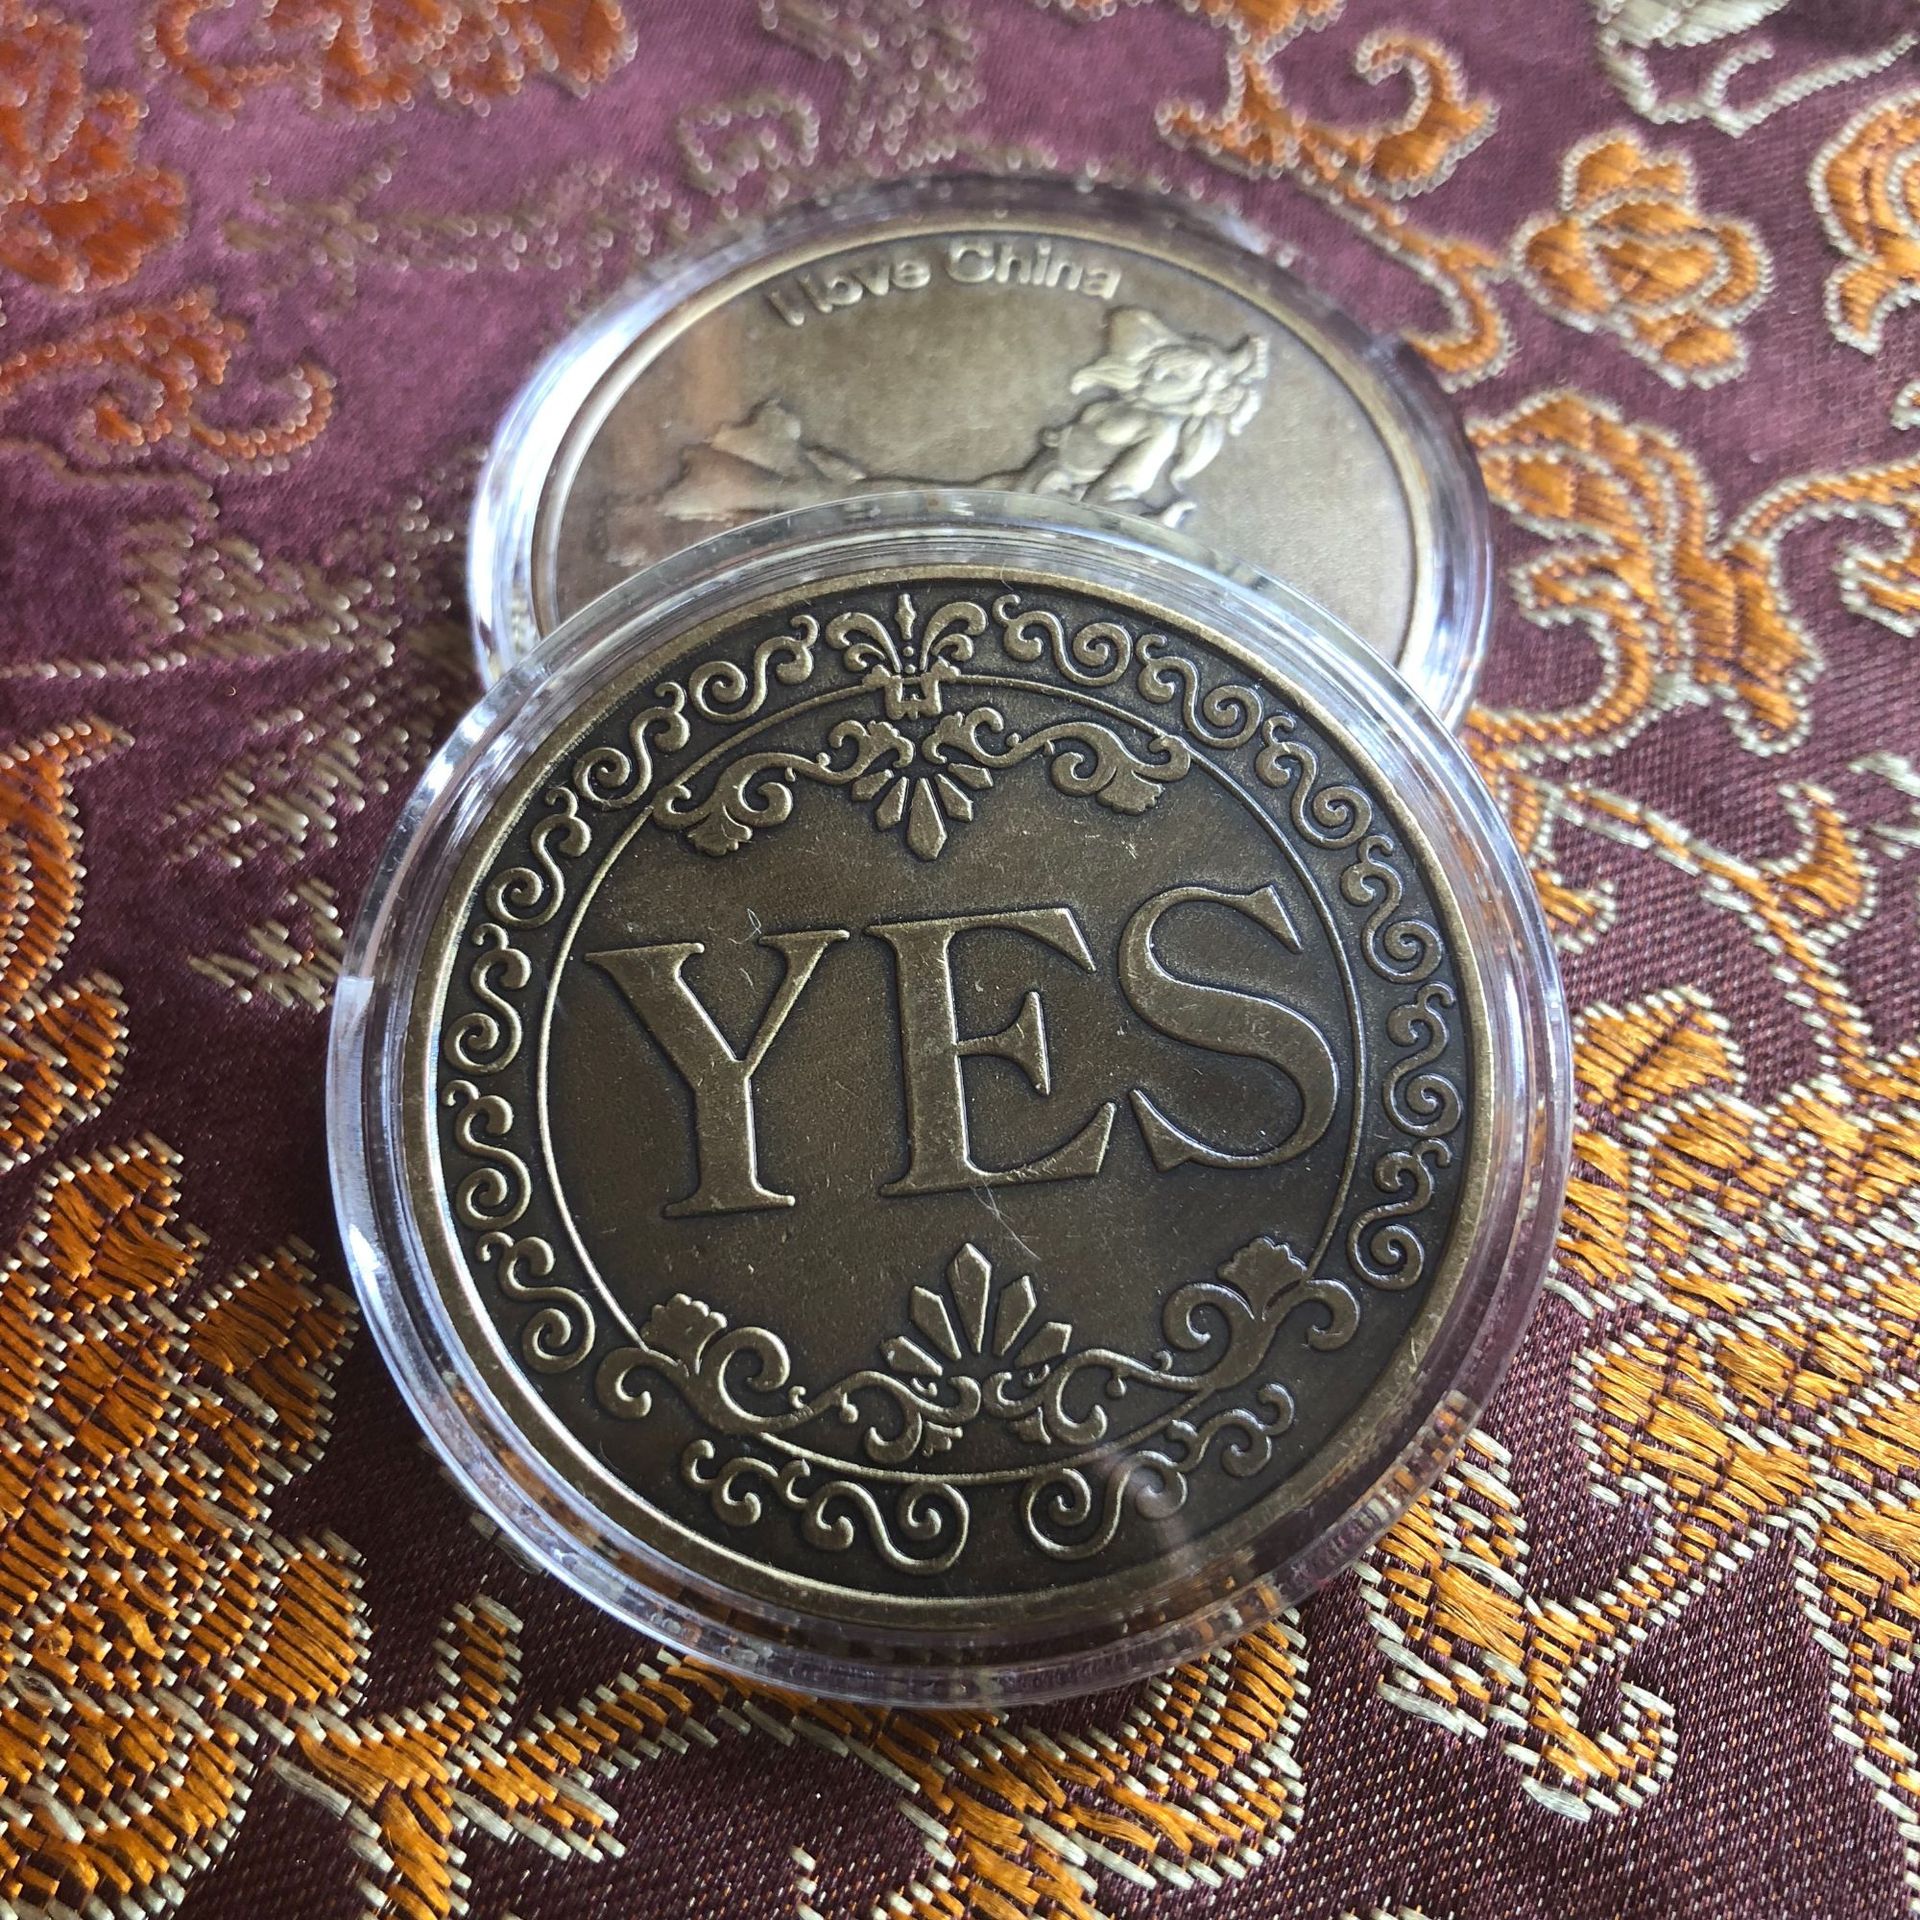 I love China
YES